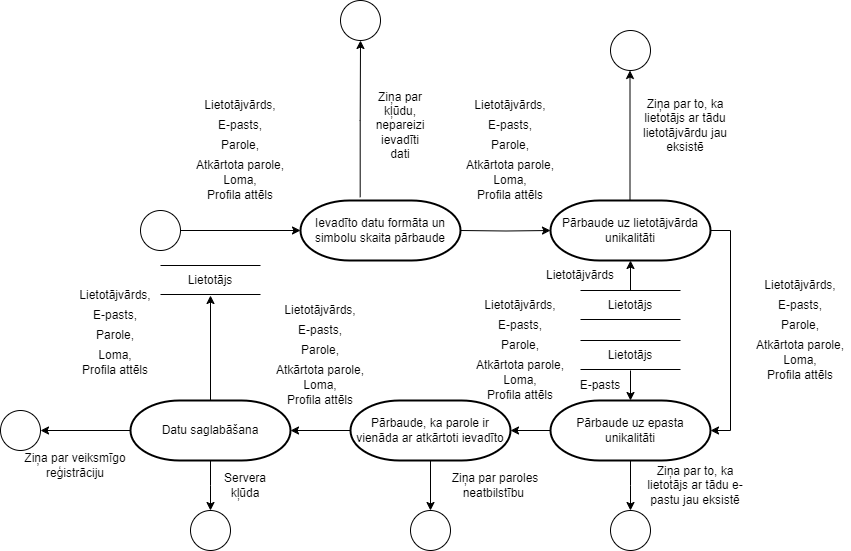 Lietotājvārds,
E-pasts,
Parole,
Atkārtota parole,
Loma,
Profila attēls
Ziņa par
kļūdu,
nepareizi
ievadīti
dati
Lietotājvārds,
E-pasts,
Parole,
Atkārtota parole,
Loma,
Profila attēls
Ziņa par to, ka
lietotājs ar tādu
lietotājvārdu jau
eksistē
Ievadīto datu formāta un
simbolu skaita pārbaude
Pārbaude uz lietotājvārda
unikalitāti
Lietotājs
Lietotājvārds
Lietotājs
Lietotājs
E-pasts
Lietotājvārds,
E-pasts,
Parole,
Atkārtota parole,
Loma,
Profila attēls
Lietotājvārds,
E-pasts,
Parole,
Loma,
Profila attēls
Lietotājvārds,
E-pasts,
Parole,
Atkārtota parole,
Loma,
Profila attēls
Lietotājvārds,
E-pasts,
Parole,
Atkārtota parole,
Loma,
Profila attēls
Datu saglabāšana
Pārbaude, ka parole ir
vienāda ar atkārtoti ievadīto
Pārbaude uz epasta
unikalitāti
Ziņa par veiksmīgo
reģistrāciju
Servera
kļūda
Ziņa par paroles
neatbilstību
Ziņa par to, ka
lietotājs ar tādu e-
pastu jau eksistē